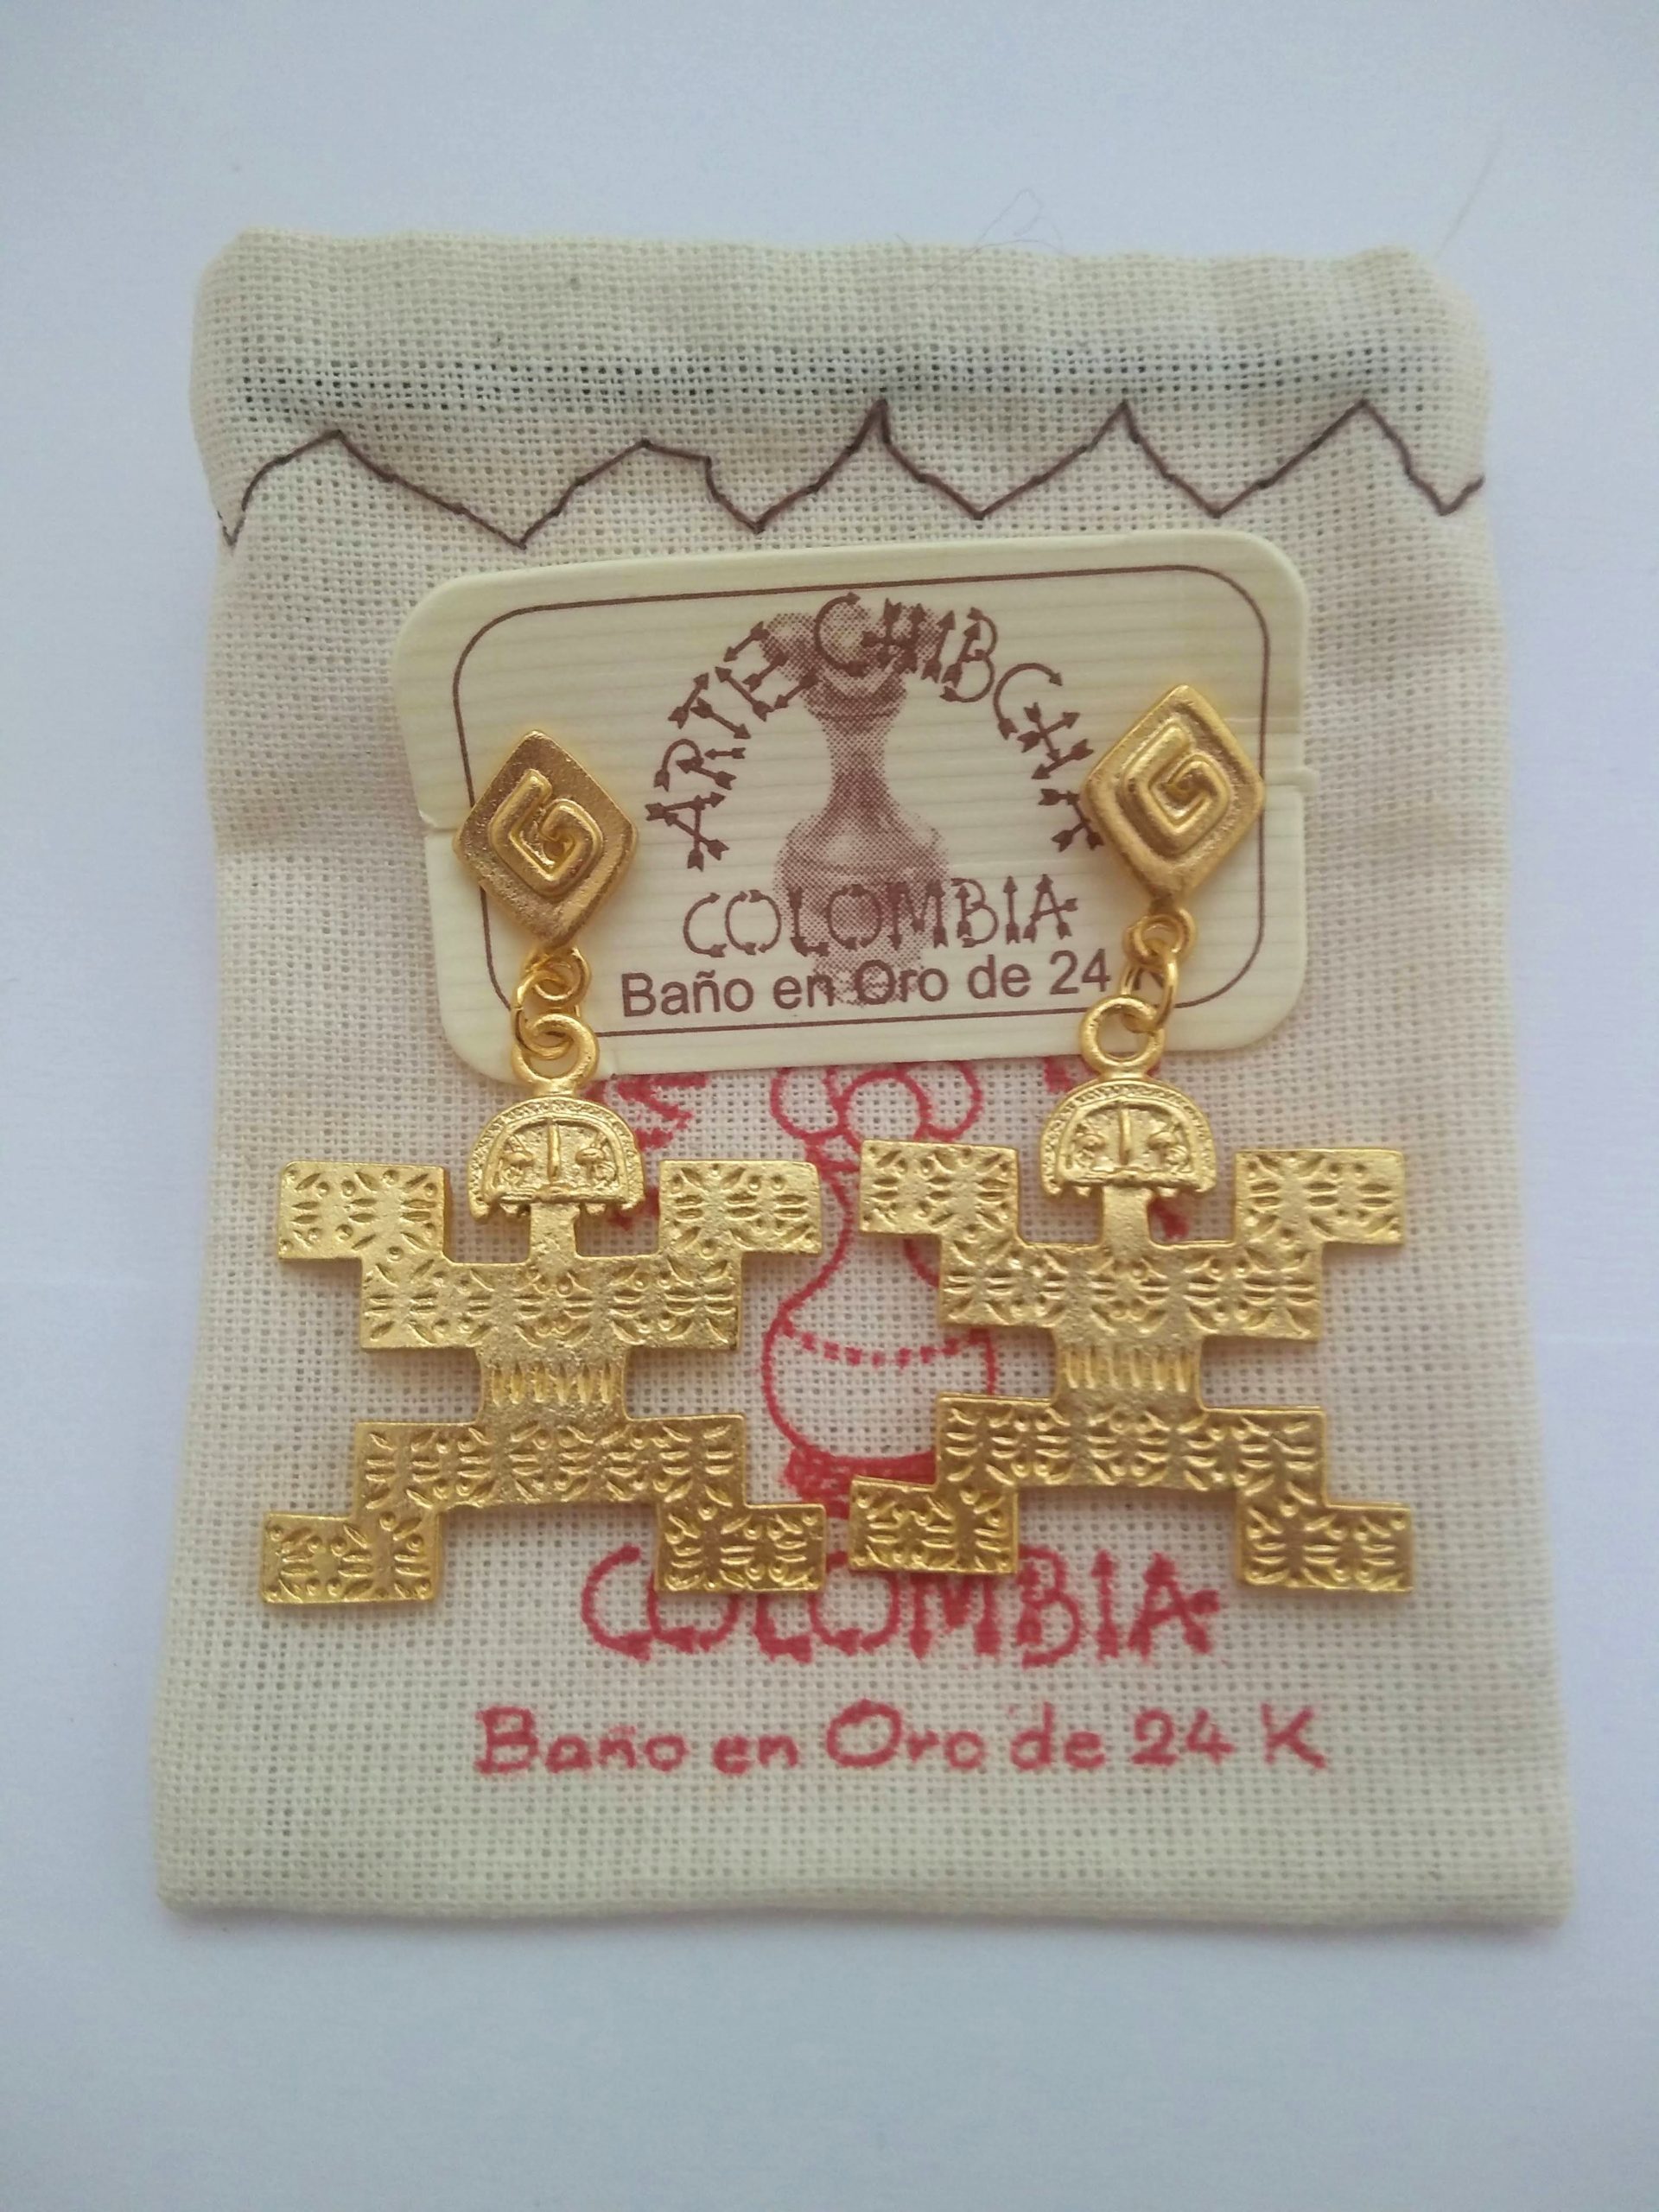 ARTE CHIBCHA
COLOMBIA
Baño en Oro de 24
COLOMBIA
Baño en Oro de 24 K